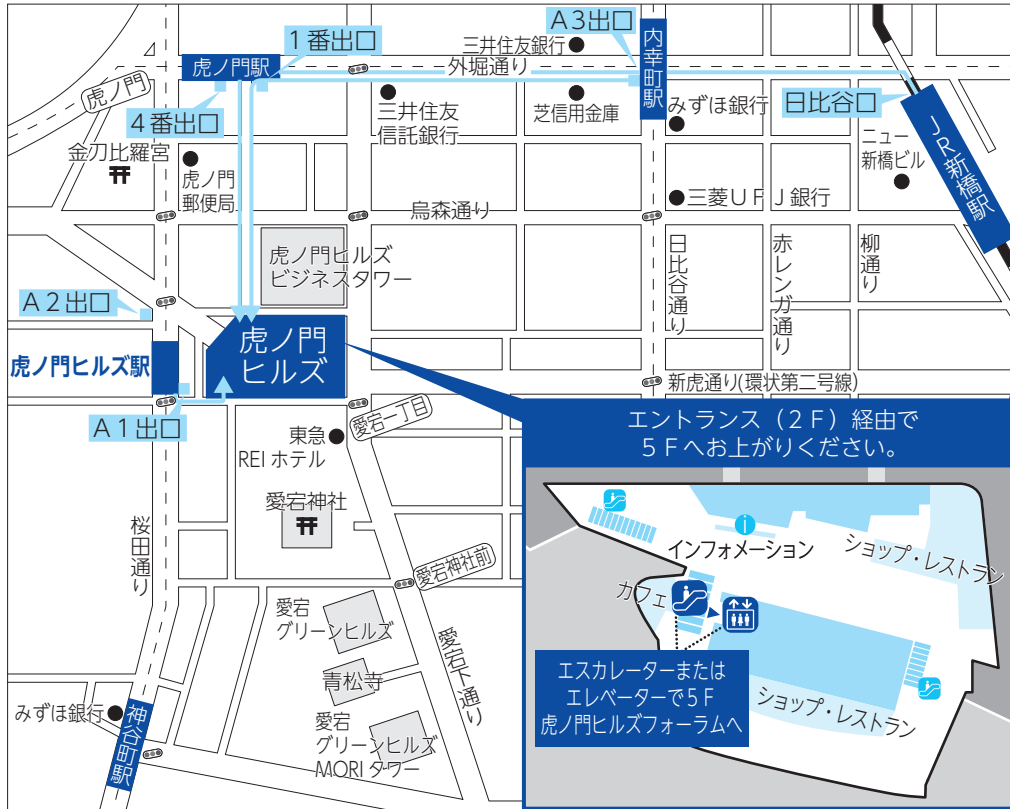 A3出口
1番出口
三井住友銀行
内幸町駅
虎ノ門駅
外堀通り
虎ノ門
4番出口
三井住友
信託銀行
芝信用金庫
みずほ銀行
日比谷口
JR新橋駅
ニュー
新橋ビル
金刀比羅宮
虎ノ門
郵便局
烏森通り
三菱UFJ銀行
虎ノ門ヒルズ
ビジネスタワー
日比谷通り
赤レンガ通り
柳通り
A2出口
虎ノ門ヒルズ駅
虎ノ門
ヒルズ
新虎通り(環状第二号線)
A1出口
愛宕一丁目
東急
REIホテル
愛宕神社
桜田通り
愛宕神社前
愛宕
グリーンヒルズ
愛宕下通り
青松寺
みずほ銀行
神谷町駅
愛宕
グリーンヒルズ
MORIタワー
エントランス(2F)経由で
5Fへお上がりください。
i
インフォメーション
ショップ・レストラン
カフェ
エスカレーターまたは
エレベーターで5F
虎ノ門ヒルズフォーラムへ
ショップ・レストラン